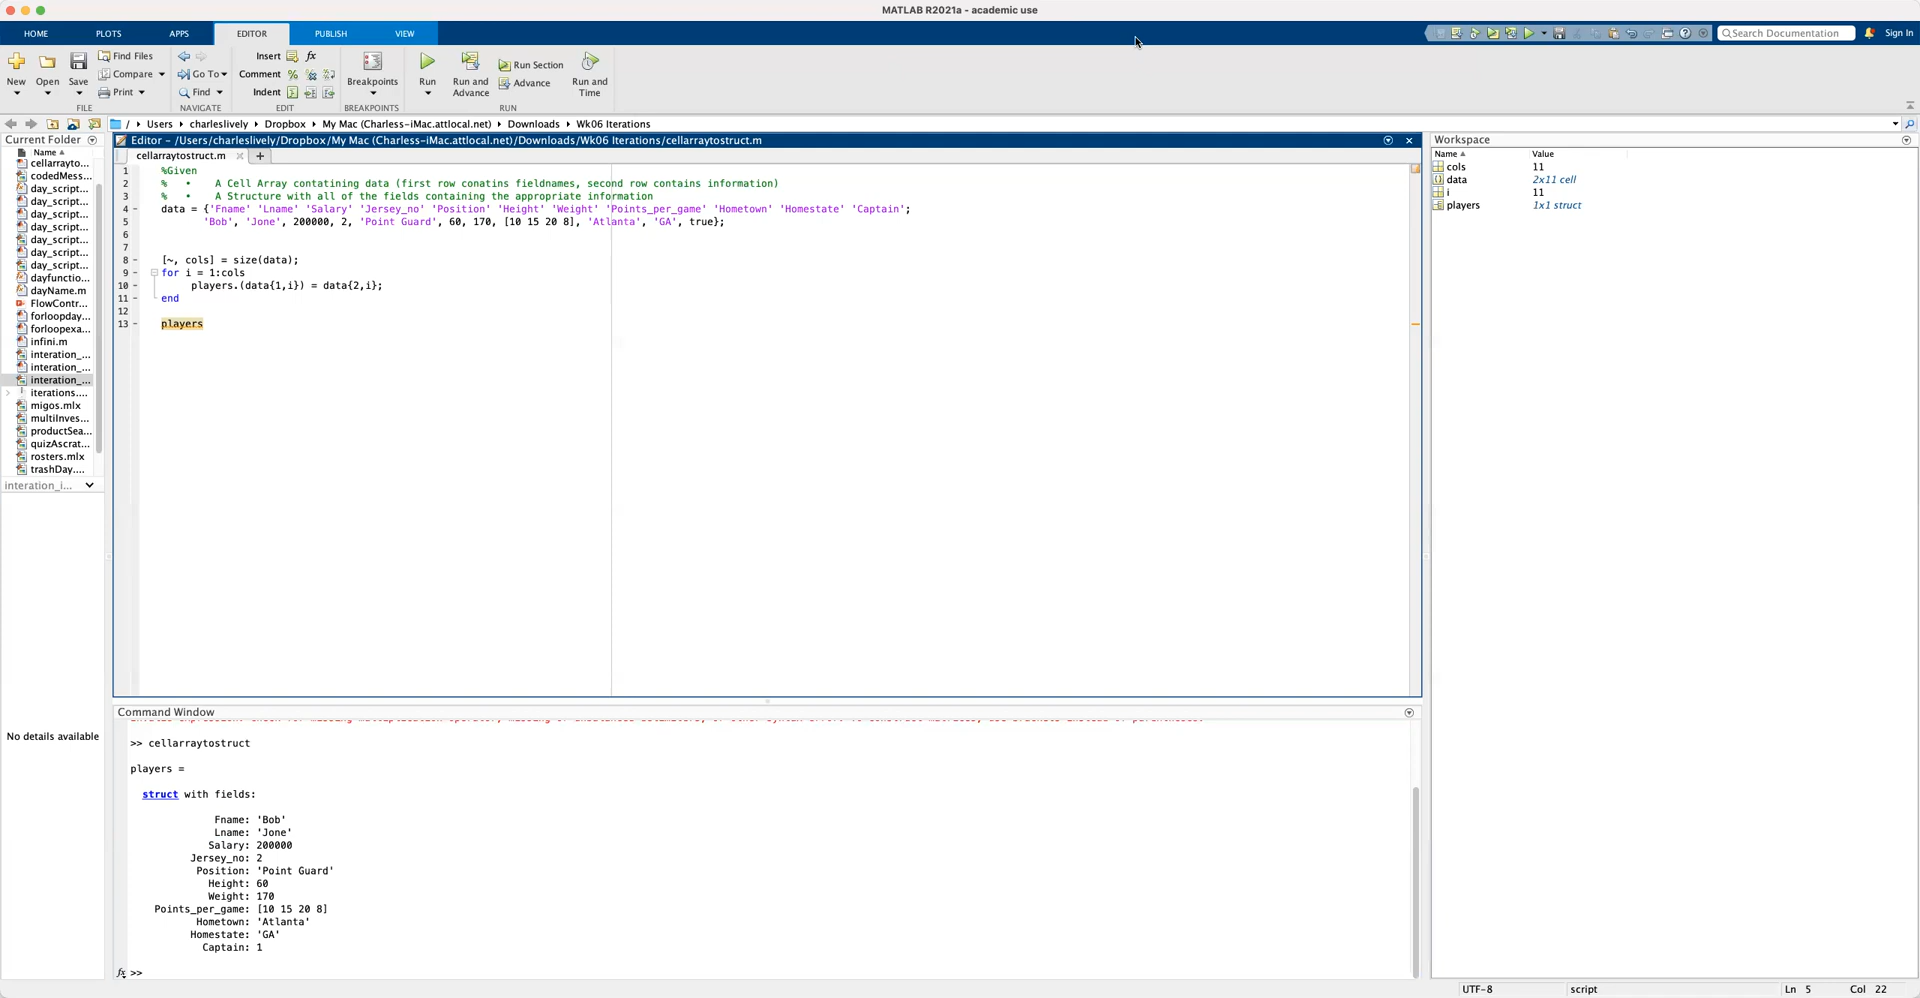 MATLAB R2021a - academic use
HOME PLOTS APPS EDITOR PUBLISH VIEW
Search Documentation Sign In
New Open Save Find Files Compare Print FILE
Go To Find NAVIGATE
Insert fx Comment Indent EDIT
Breakpoints BREAKPOINTS
Run Run and Advance Run Section Advance Run and Time RUN
/ Users charleslively Dropbox My Mac (Charless-iMac.attlocal.net) Downloads Wk06 Iterations
Current Folder
Name
cellarrayto...
codedMess...
day_script...
day_script...
day_script...
day_script...
day_script...
day_script...
day_script...
dayfunctio...
dayName.m
FlowContr...
forloopday...
forloopexa...
infini.m
interation_...
interation_...
interation_...
iterations....
migos.mlx
multiInves...
productSea...
quizAscrat...
rosters.mlx
trashDay....
interation_i...
No details available
Editor - /Users/charleslively/Dropbox/My Mac (Charless-iMac.attlocal.net)/Downloads/Wk06 Iterations/cellarraytostruct.m
cellarraytostruct.m
1 %Given
2 % • A Cell Array contatining data (first row conatins fieldnames, second row contains information)
3 % • A Structure with all of the fields containing the appropriate information
4 - data = {'Fname' 'Lname' 'Salary' 'Jersey_no' 'Position' 'Height' 'Weight' 'Points_per_game' 'Hometown' 'Homestate' 'Captain';
5 'Bob', 'Jone', 200000, 2, 'Point Guard', 60, 170, [10 15 20 8], 'Atlanta', 'GA', true};
6
7
8 - [~, cols] = size(data);
9 - for i = 1:cols
10 - players.(data{1,i}) = data{2,i};
11 - end
12
13 - players
Command Window
>> cellarraytostruct
players =
struct with fields:
Fname: 'Bob'
Lname: 'Jone'
Salary: 200000
Jersey_no: 2
Position: 'Point Guard'
Height: 60
Weight: 170
Points_per_game: [10 15 20 8]
Hometown: 'Atlanta'
Homestate: 'GA'
Captain: 1
fx >>
Workspace
Name Value
cols 11
data 2x11 cell
i 11
players 1x1 struct
UTF-8 script Ln 5 Col 22